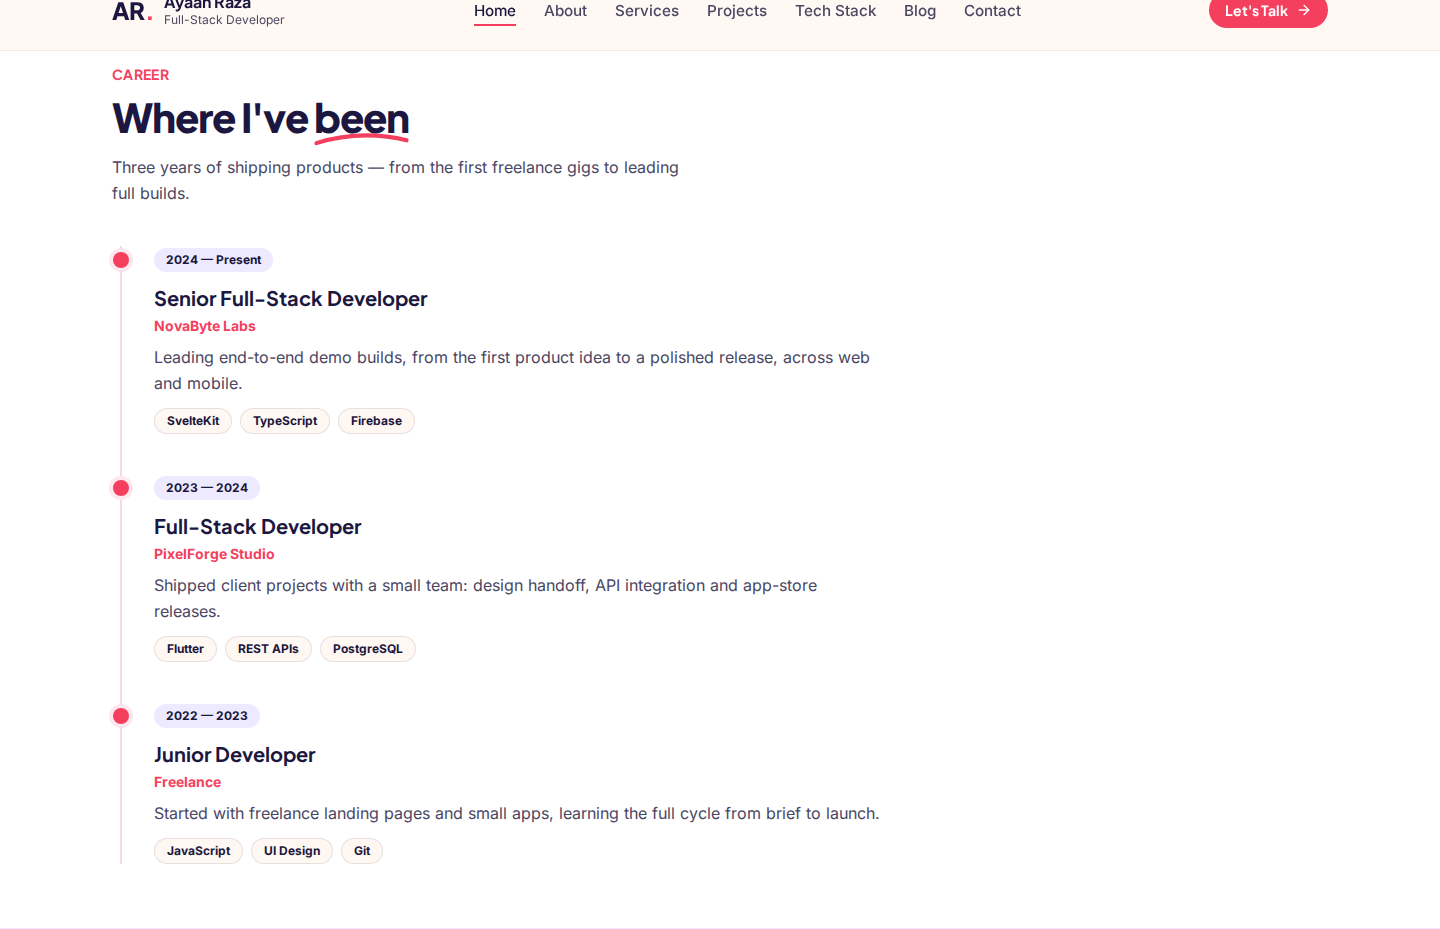 AR.
Ayaan Raza
Full-Stack Developer
Home About Services Projects Tech Stack Blog Contact
Let's Talk →
CAREER
Where I've been
Three years of shipping products — from the first freelance gigs to leading
full builds.
2024 — Present
Senior Full-Stack Developer
NovaByte Labs
Leading end-to-end demo builds, from the first product idea to a polished release, across web
and mobile.
SvelteKit TypeScript Firebase
2023 — 2024
Full-Stack Developer
PixelForge Studio
Shipped client projects with a small team: design handoff, API integration and app-store
releases.
Flutter REST APIs PostgreSQL
2022 — 2023
Junior Developer
Freelance
Started with freelance landing pages and small apps, learning the full cycle from brief to launch.
JavaScript UI Design Git